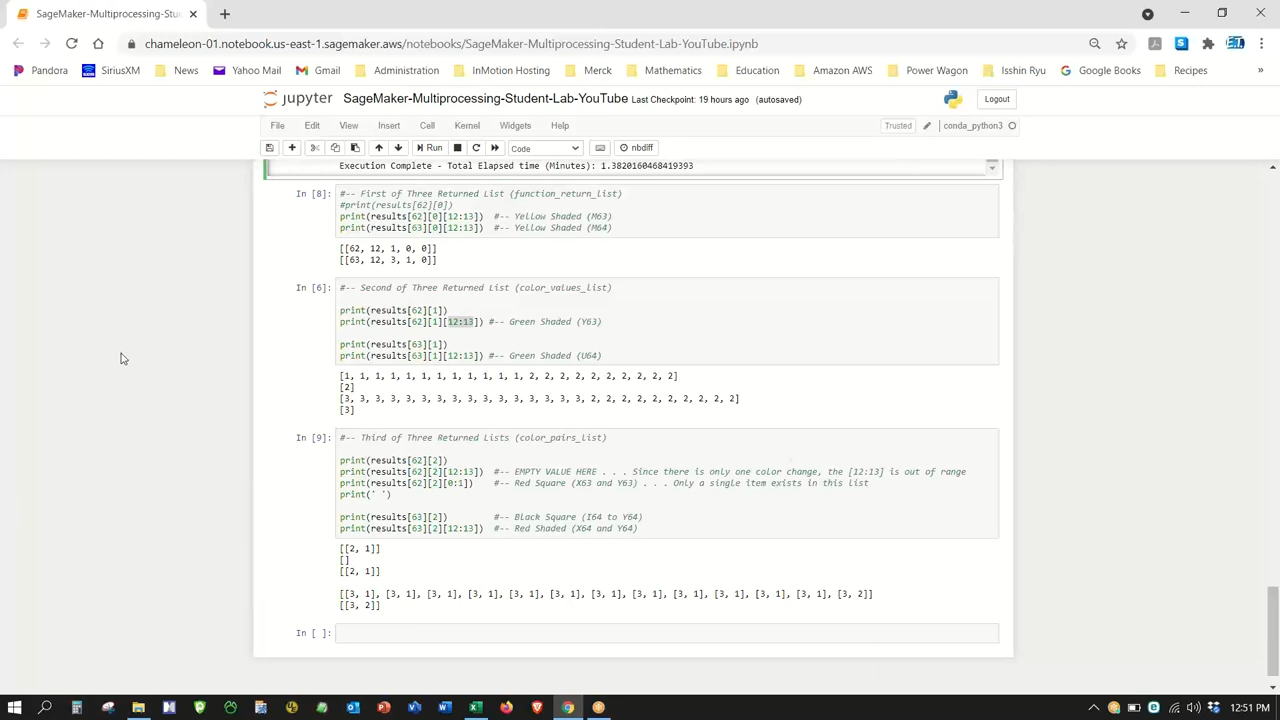 SageMaker-Multiprocessing-Stud
chameleon-01.notebook.us-east-1.sagemaker.aws/notebooks/SageMaker-Multiprocessing-Student-Lab-YouTube.ipynb
Pandora SiriusXM News Yahoo Mail Gmail Administration InMotion Hosting Merck Mathematics Education Amazon AWS Power Wagon Isshin Ryu Google Books Recipes »
jupyter SageMaker-Multiprocessing-Student-Lab-YouTube Last Checkpoint: 19 hours ago (autosaved) Logout
File Edit View Insert Cell Kernel Widgets Help Trusted conda_python3
Run Code nbdiff
Execution Complete - Total Elapsed time (Minutes): 1.3820160468419393
In [8]: #-- First of Three Returned List (function_return_list)
#print(results[62][0])
print(results[62][0][12:13]) #-- Yellow Shaded (M63)
print(results[63][0][12:13]) #-- Yellow Shaded (M64)
[[62, 12, 1, 0, 0]]
[[63, 12, 3, 1, 0]]
In [6]: #-- Second of Three Returned List (color_values_list)
print(results[62][1])
print(results[62][1][12:13]) #-- Green Shaded (Y63)
print(results[63][1])
print(results[63][1][12:13]) #-- Green Shaded (U64)
[1, 1, 1, 1, 1, 1, 1, 1, 1, 1, 1, 1, 2, 2, 2, 2, 2, 2, 2, 2, 2, 2]
[2]
[3, 3, 3, 3, 3, 3, 3, 3, 3, 3, 3, 3, 3, 3, 3, 3, 2, 2, 2, 2, 2, 2, 2, 2, 2, 2]
[3]
In [9]: #-- Third of Three Returned Lists (color_pairs_list)
print(results[62][2])
print(results[62][2][12:13]) #-- EMPTY VALUE HERE . . . Since there is only one color change, the [12:13] is out of range
print(results[62][2][0:1]) #-- Red Square (X63 and Y63) . . . Only a single item exists in this list
print(' ')
print(results[63][2]) #-- Black Square (I64 to Y64)
print(results[63][2][12:13]) #-- Red Shaded (X64 and Y64)
[[2, 1]]
[]
[[2, 1]]
[[3, 1], [3, 1], [3, 1], [3, 1], [3, 1], [3, 1], [3, 1], [3, 1], [3, 1], [3, 1], [3, 1], [3, 1], [3, 2]]
[[3, 2]]
In [ ]:
12:51 PM